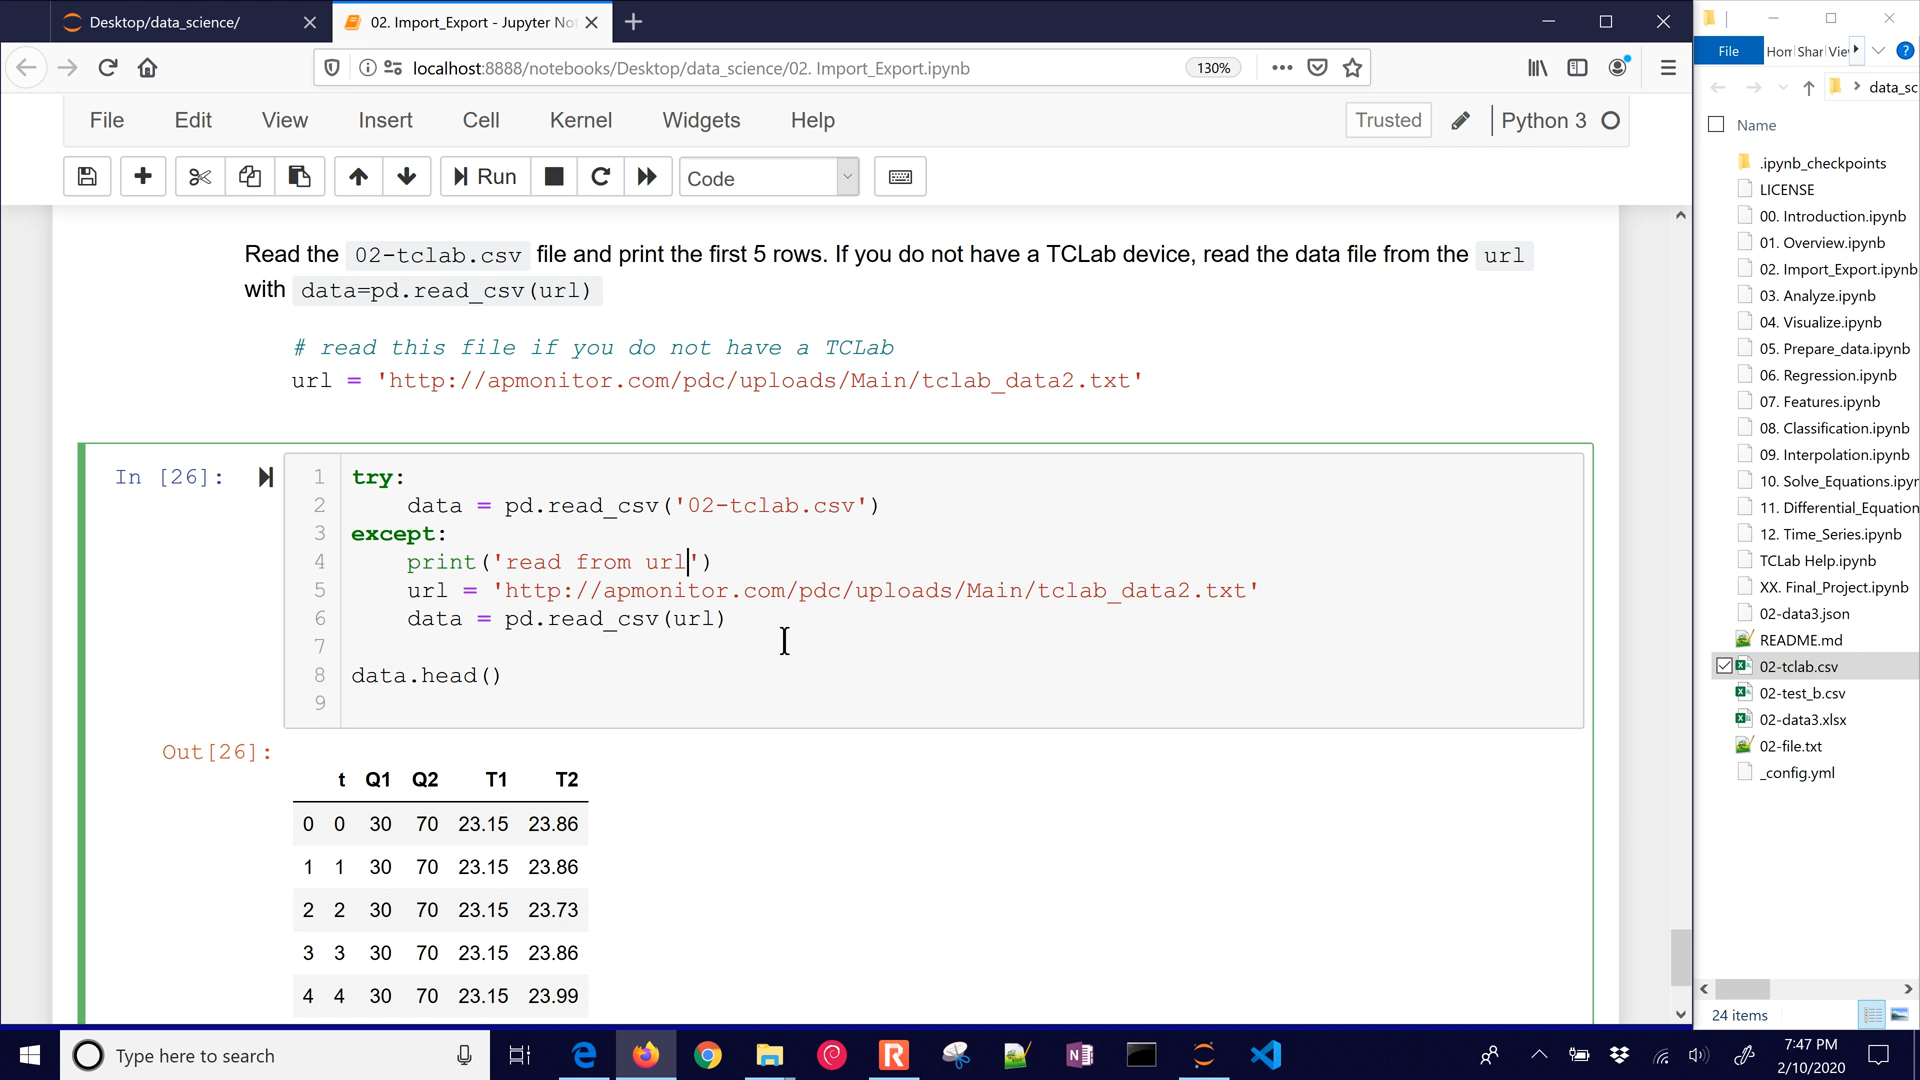 Desktop/data_science/
02. Import_Export - Jupyter No
localhost:8888/notebooks/Desktop/data_science/02. Import_Export.ipynb
130%
File Edit View Insert Cell Kernel Widgets Help
Trusted
Python 3
Run
Code
Read the 02-tclab.csv file and print the first 5 rows. If you do not have a TCLab device, read the data file from the url
with data=pd.read_csv(url)
# read this file if you do not have a TCLab
url = 'http://apmonitor.com/pdc/uploads/Main/tclab_data2.txt'
In [26]:
1 try:
2 data = pd.read_csv('02-tclab.csv')
3 except:
4 print('read from url')
5 url = 'http://apmonitor.com/pdc/uploads/Main/tclab_data2.txt'
6 data = pd.read_csv(url)
7
8 data.head()
9
Out[26]:
t Q1 Q2 T1 T2
0 0 30 70 23.15 23.86
1 1 30 70 23.15 23.86
2 2 30 70 23.15 23.73
3 3 30 70 23.15 23.86
4 4 30 70 23.15 23.99
File Hon Shar Vie
data_sc
Name
.ipynb_checkpoints
LICENSE
00. Introduction.ipynb
01. Overview.ipynb
02. Import_Export.ipynb
03. Analyze.ipynb
04. Visualize.ipynb
05. Prepare_data.ipynb
06. Regression.ipynb
07. Features.ipynb
08. Classification.ipynb
09. Interpolation.ipynb
10. Solve_Equations.ipyr
11. Differential_Equation
12. Time_Series.ipynb
TCLab Help.ipynb
XX. Final_Project.ipynb
02-data3.json
README.md
02-tclab.csv
02-test_b.csv
02-data3.xlsx
02-file.txt
_config.yml
24 items
Type here to search
7:47 PM
2/10/2020